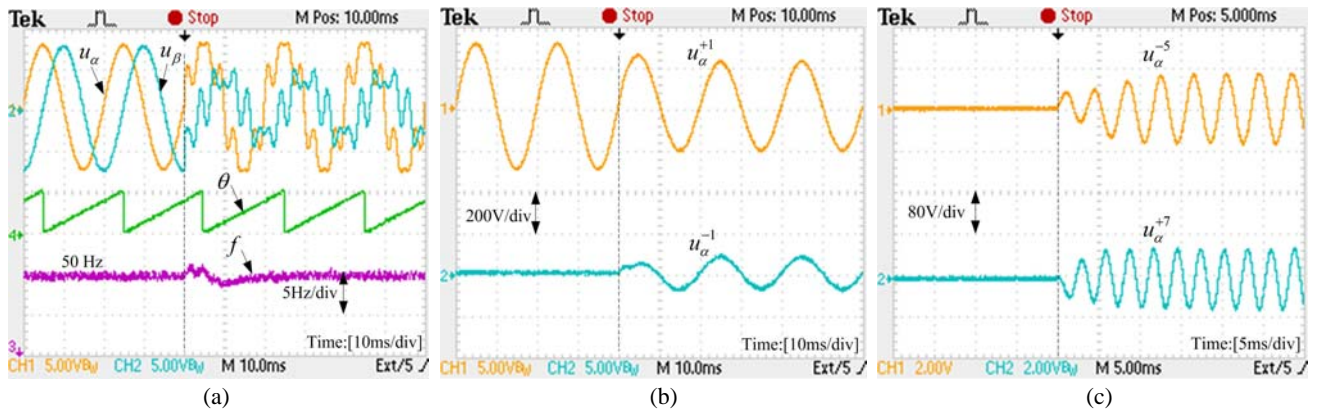 Tek Stop M Pos: 10.00ms
uα uβ
2
θ
4
50 Hz f
5Hz/div
3
Time:[10ms/div]
CH1 5.00VBW CH2 5.00VBW M 10.0ms Ext/5
(a)
Tek Stop M Pos: 10.00ms
uα+1
1
200V/div
uα-1
2
Time:[10ms/div]
CH1 5.00VBW CH2 5.00VBW M 10.0ms Ext/5
(b)
Tek Stop M Pos: 5.000ms
uα-5
1
80V/div
uα+7
2
Time:[5ms/div]
CH1 2.00V CH2 2.00VBW M 5.00ms Ext/5
(c)